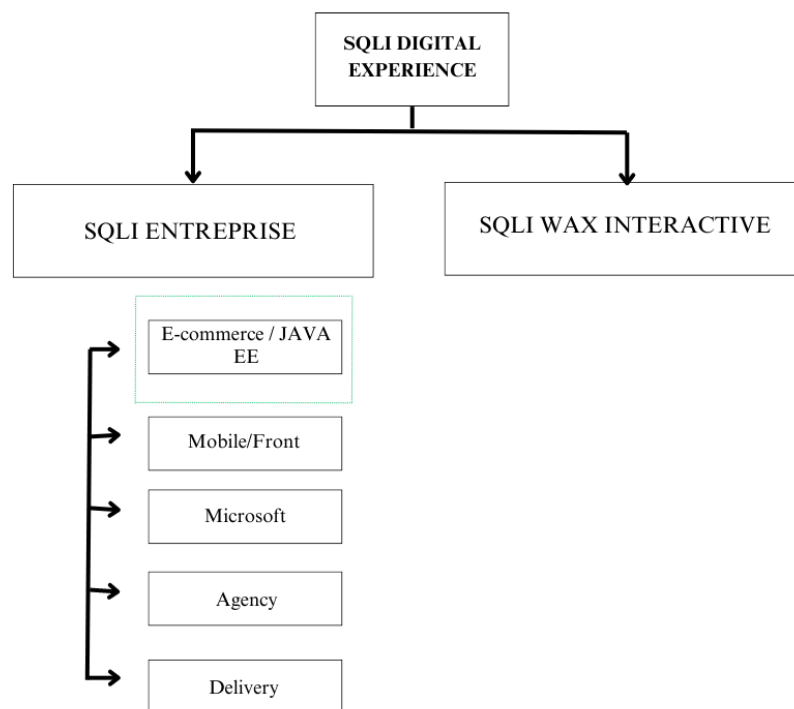 SQLI DIGITAL
EXPERIENCE
SQLI ENTREPRISE
SQLI WAX INTERACTIVE
E-commerce / JAVA
EE
Mobile/Front
Microsoft
Agency
Delivery